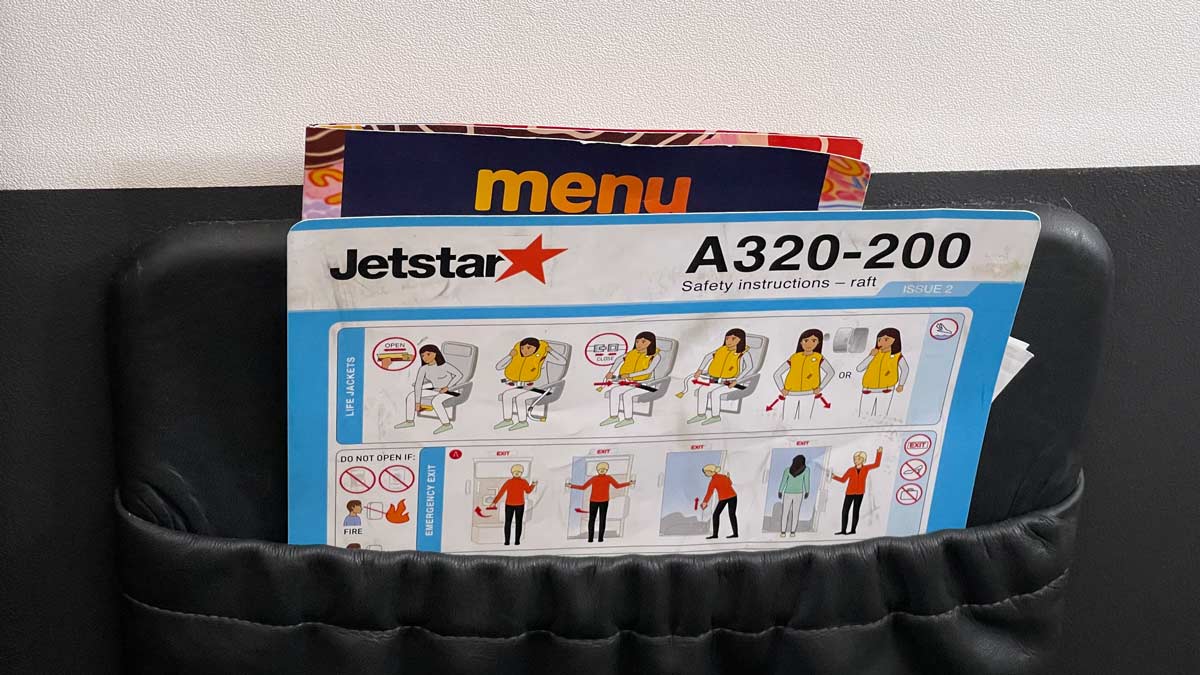 menu
Jetstar
A320-200
Safety instructions – raft
ISSUE 2
LIFE JACKETS
OPEN
CLOSE
OR
DO NOT OPEN IF:
FIRE
EMERGENCY EXIT
A
EXIT
EXIT
EXIT
EXIT
EXIT